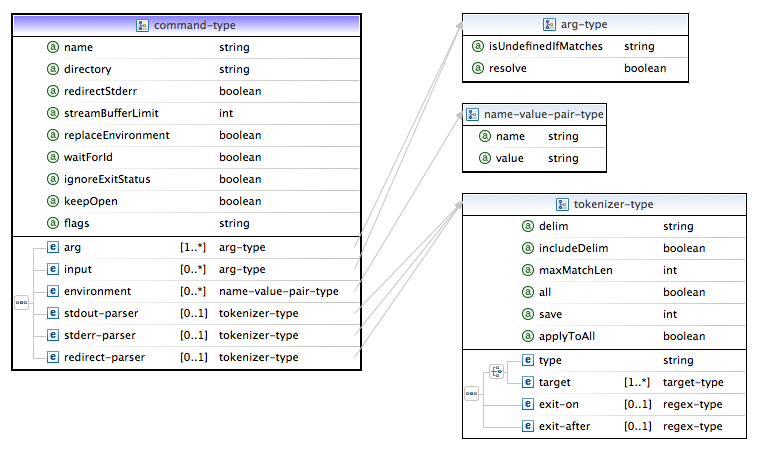 command-type
a name string
a directory string
a redirectStderr boolean
a streamBufferLimit int
a replaceEnvironment boolean
a waitForId boolean
a ignoreExitStatus boolean
a keepOpen boolean
a flags string
e arg [1..*] arg-type
e input [0..*] arg-type
e environment [0..*] name-value-pair-type
e stdout-parser [0..1] tokenizer-type
e stderr-parser [0..1] tokenizer-type
e redirect-parser [0..1] tokenizer-type
arg-type
a isUndefinedIfMatches string
a resolve boolean
name-value-pair-type
a name string
a value string
tokenizer-type
a delim string
a includeDelim boolean
a maxMatchLen int
a all boolean
a save int
a applyToAll boolean
e type string
e target [1..*] target-type
e exit-on [0..1] regex-type
e exit-after [0..1] regex-type